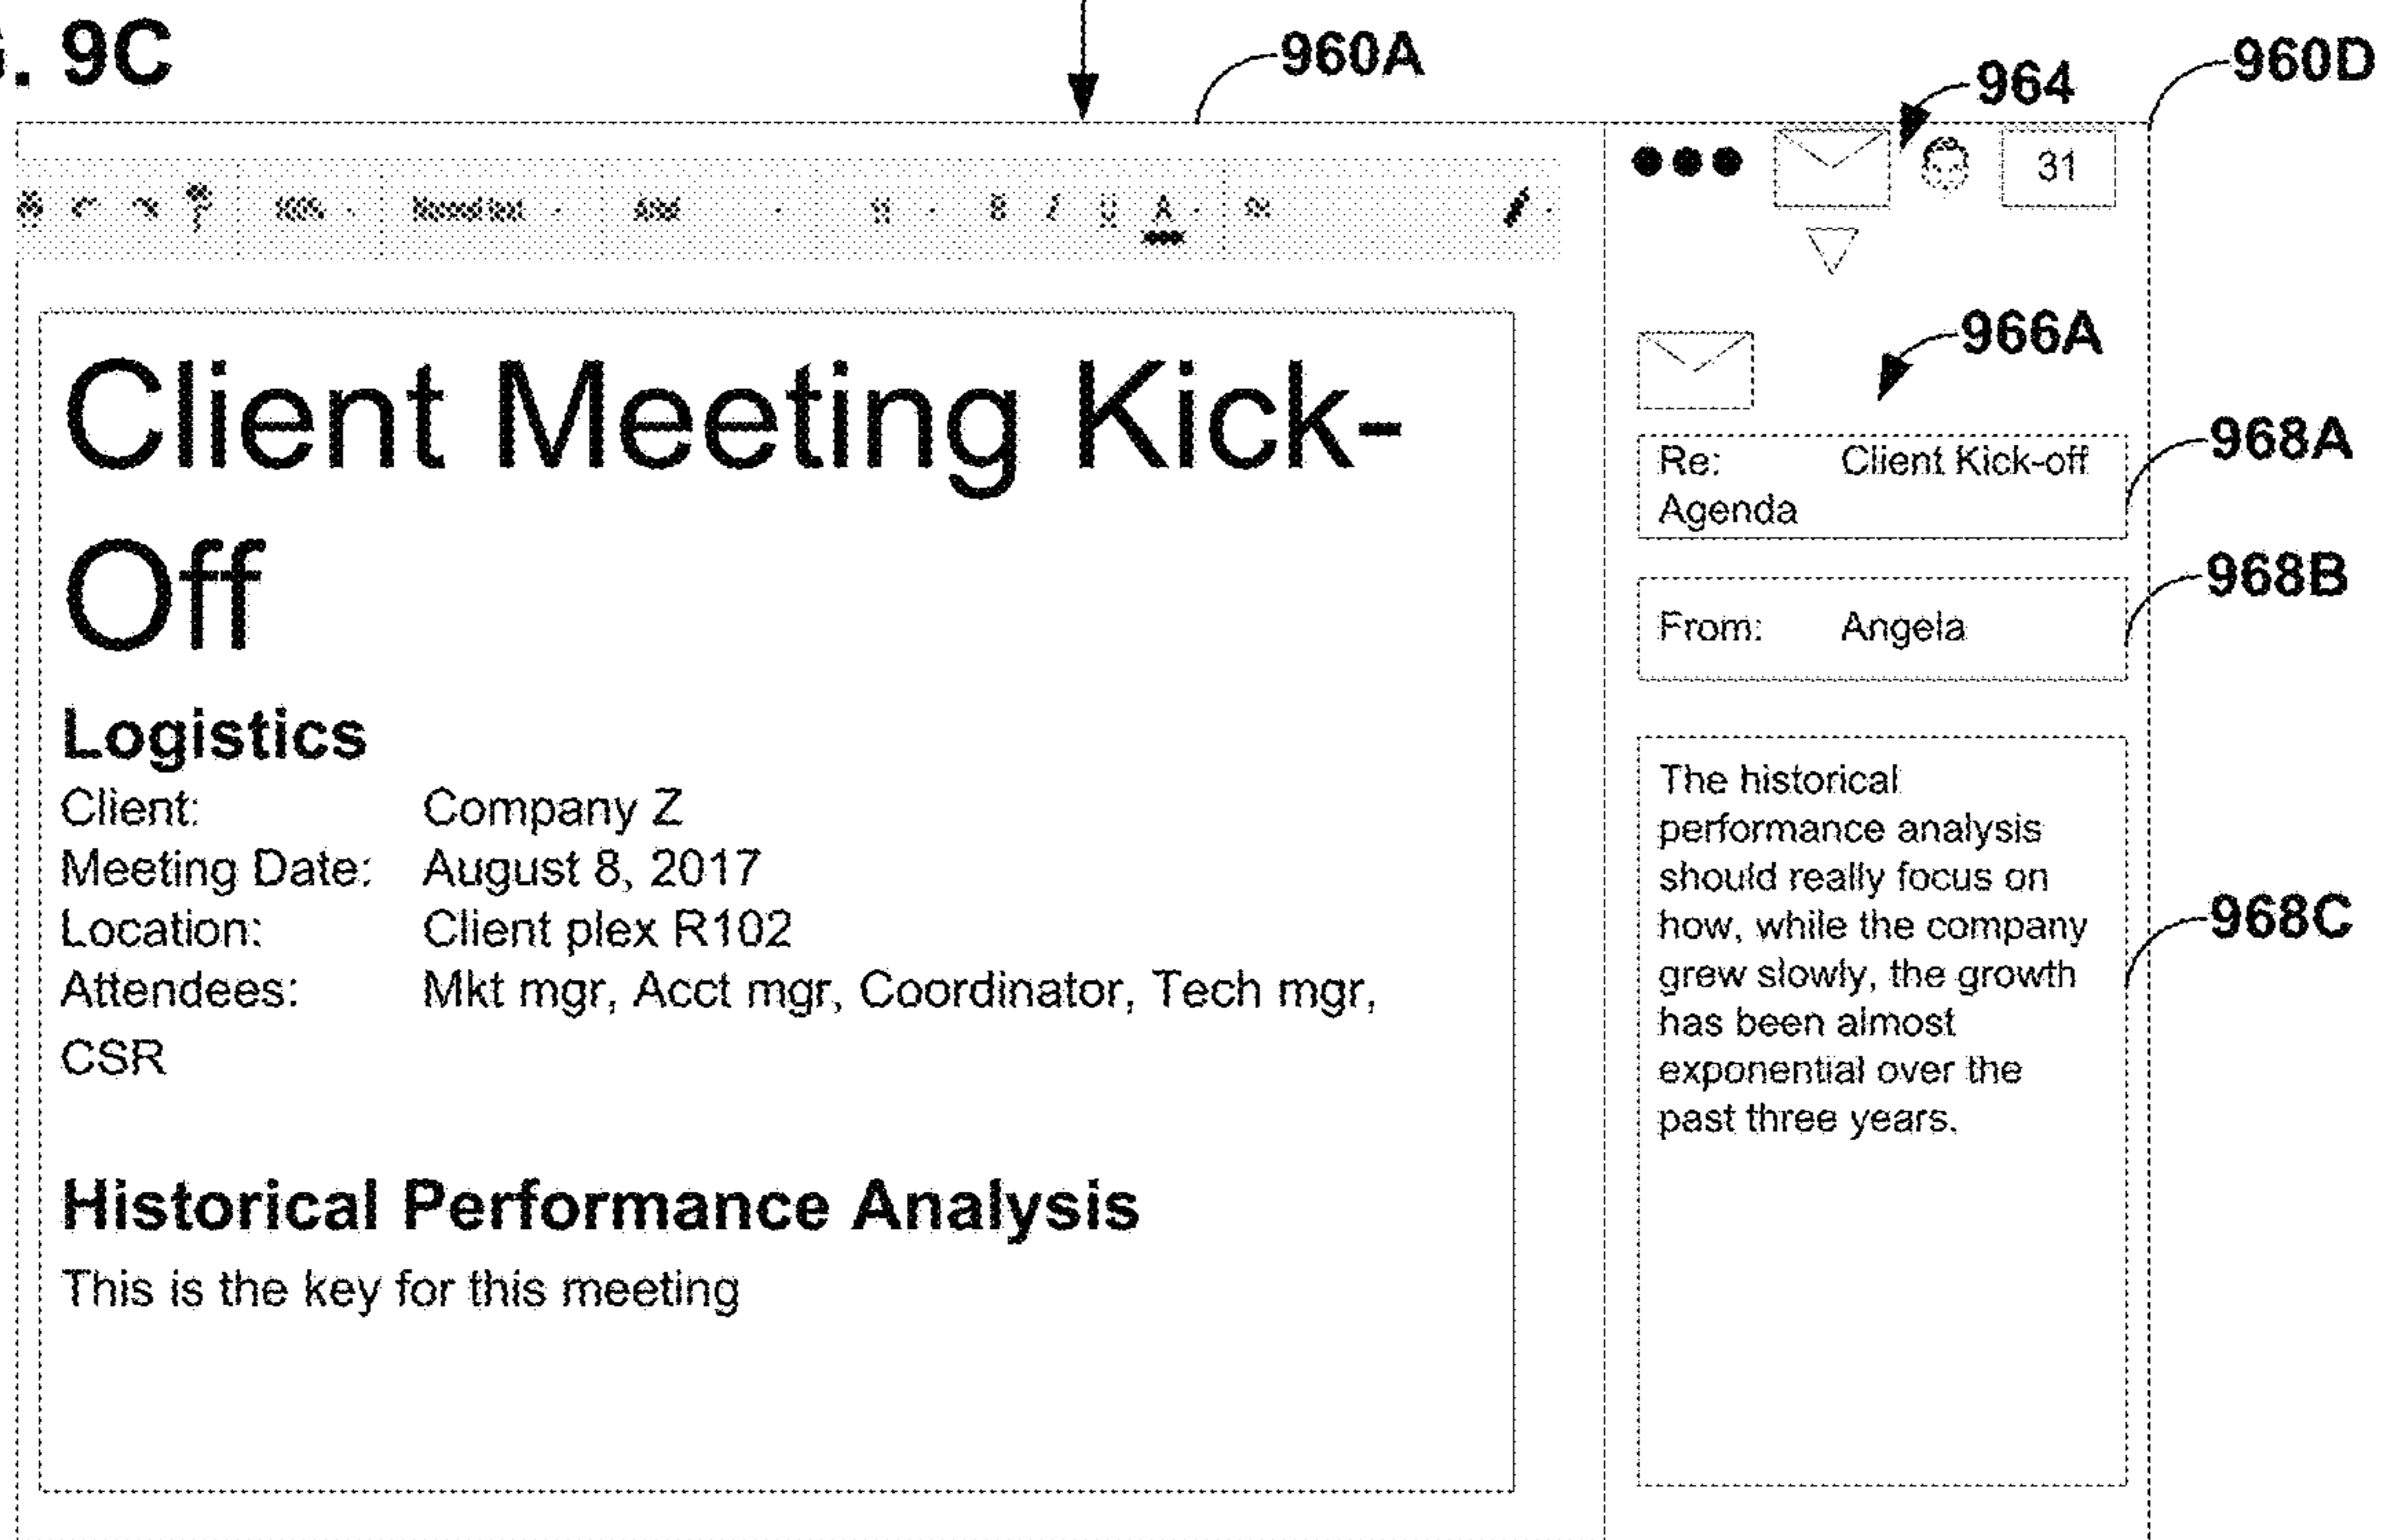 . 9C
960A
964
960D
31
B I U A
966A
Client Meeting Kick-
Off
Re: Client Kick-off
Agenda
968A
From: Angela
968B
Logistics
Client: Company Z
Meeting Date: August 8, 2017
Location: Client plex R102
Attendees: Mkt mgr, Acct mgr, Coordinator, Tech mgr,
CSR
Historical Performance Analysis
This is the key for this meeting
The historical
performance analysis
should really focus on
how, while the company
grew slowly, the growth
has been almost
exponential over the
past three years.
968C